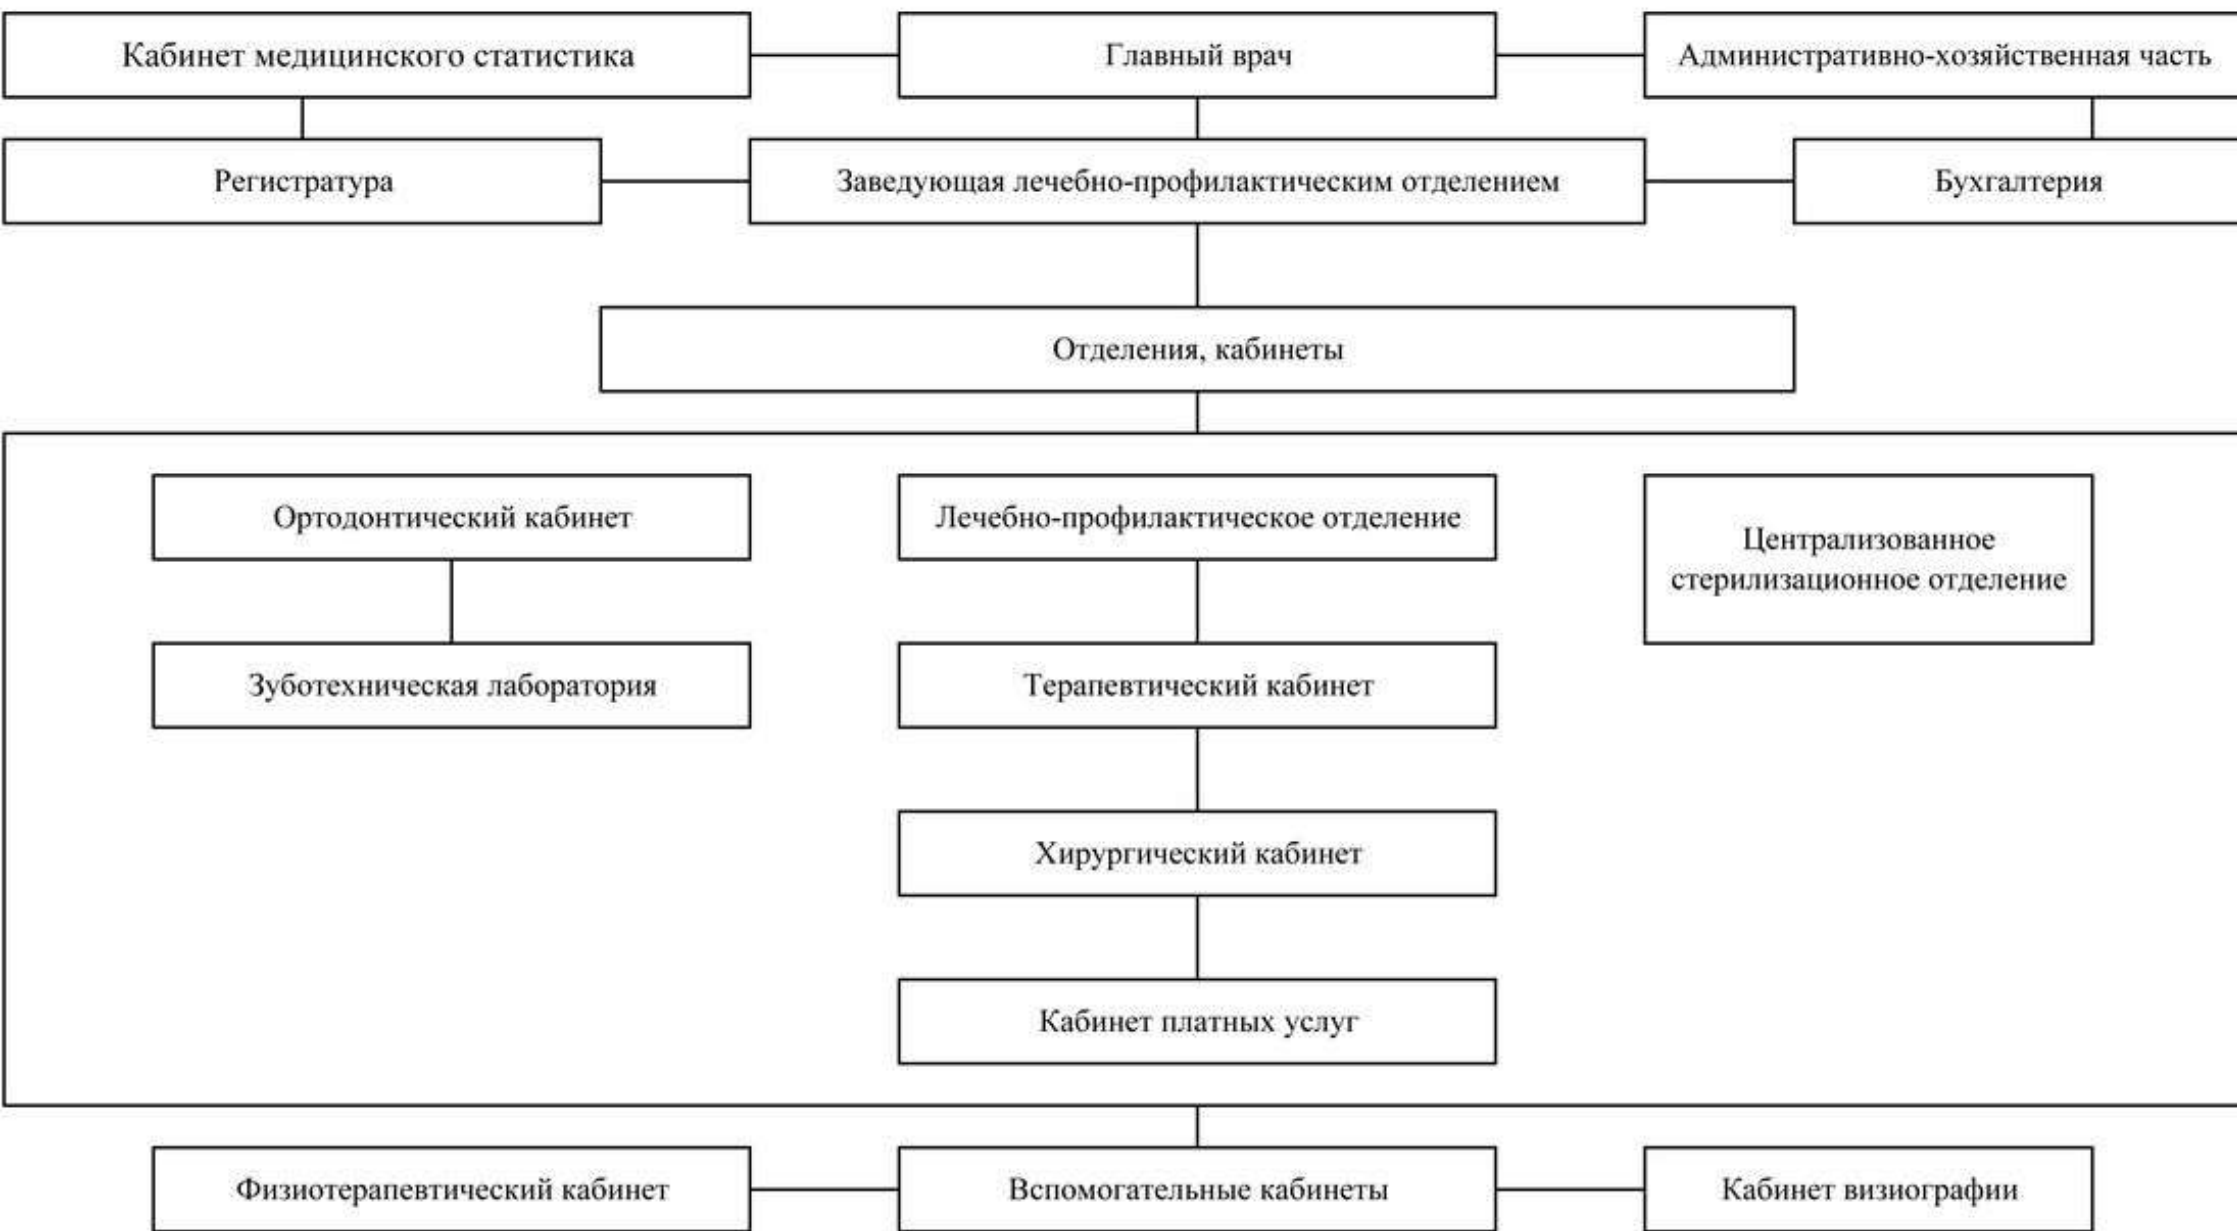 Кабинет медицинского статистика
Главный врач
Административно-хозяйственная часть
Регистратура
Заведующая лечебно-профилактическим отделением
Бухгалтерия
Отделения, кабинеты
Ортодонтический кабинет
Лечебно-профилактическое отделение
Централизованное
стерилизационное отделение
Зуботехническая лаборатория
Терапевтический кабинет
Хирургический кабинет
Кабинет платных услуг
Физиотерапевтический кабинет
Вспомогательные кабинеты
Кабинет визиографии